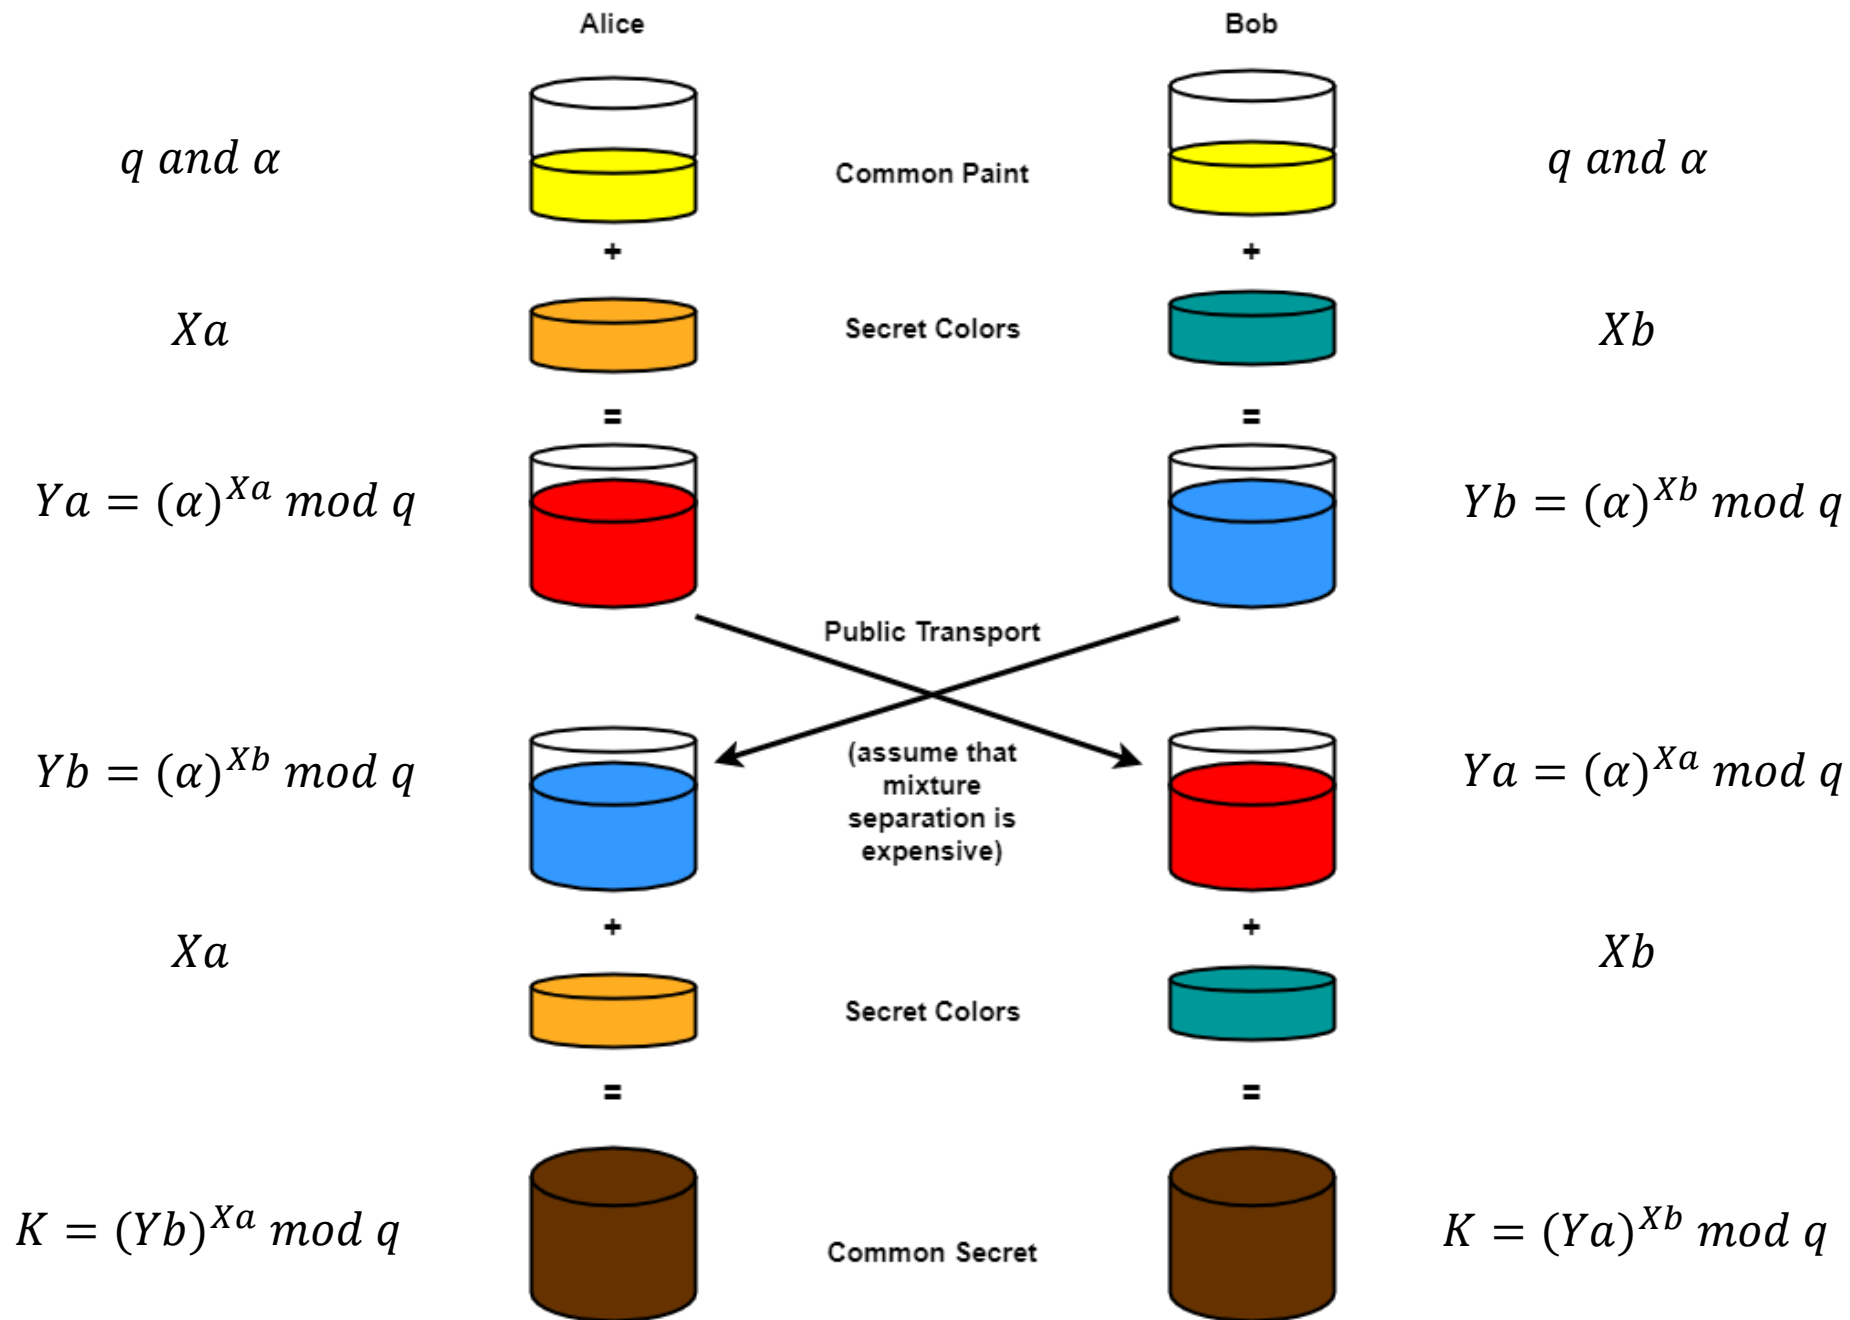 Alice
Bob
q and α
Common Paint
q and α
+
+
Xa
Secret Colors
Xb
=
=
Ya = (α)^{Xa} mod q
Yb = (α)^{Xb} mod q
Public Transport
Yb = (α)^{Xb} mod q
(assume that
mixture
separation is
expensive)
Ya = (α)^{Xa} mod q
+
+
Xa
Secret Colors
Xb
=
=
K = (Yb)^{Xa} mod q
Common Secret
K = (Ya)^{Xb} mod q